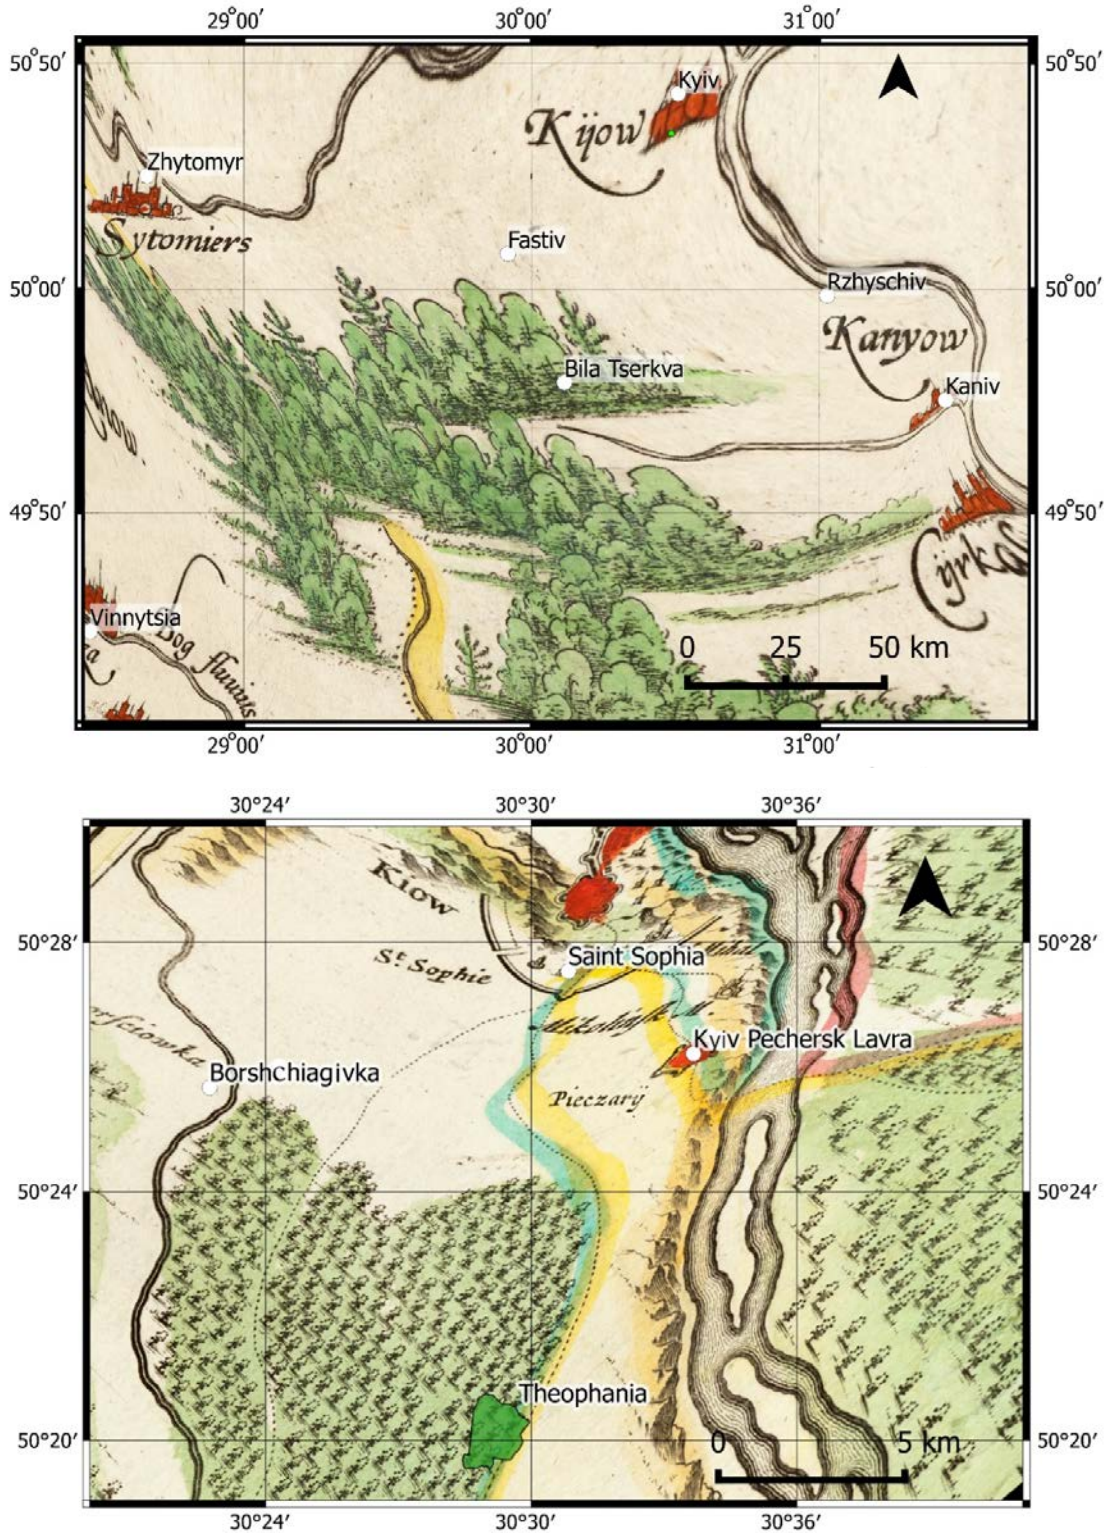 29°00′ 30°00′ 31°00′
50°50′ 50°50′
Kyiv
Kijow
Zhytomyr
Sytomiers
Fastiv
50°00′ Rzhyschiv 50°00′
Kanyow
Bila Tserkva
Kaniv
49°50′ 49°50′
Vinnytsia
Bog fluuius
0 25 50 km
29°00′ 30°00′ 31°00′
30°24′ 30°30′ 30°36′
Kiow
50°28′ 50°28′
St Sophie Saint Sophia
Kyiv Pechersk Lavra
Borshchiagivka
Pieczary
50°24′ 50°24′
Theophania
50°20′ 0 5 km 50°20′
30°24′ 30°30′ 30°36′